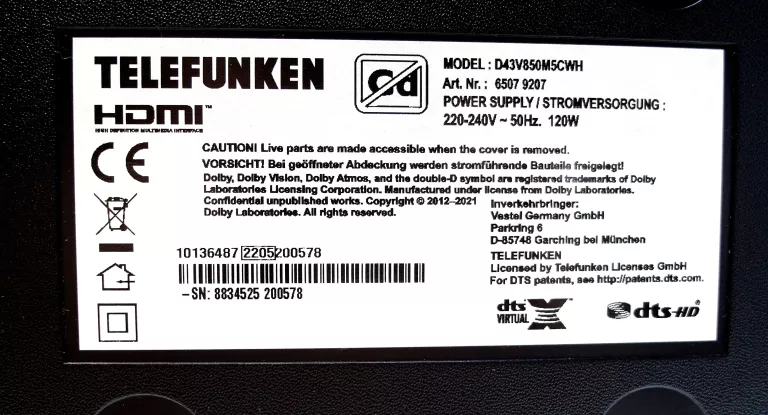 TELEFUNKEN
HDMI™
HIGH DEFINITION MULTIMEDIA INTERFACE
Cd
MODEL : D43V850M5CWH
Art. Nr. : 6507 9207
POWER SUPPLY / STROMVERSORGUNG :
220-240V ~ 50Hz. 120W
CE
CAUTION! Live parts are made accessible when the cover is removed.
VORSICHT! Bei geöffneter Abdeckung werden stromführende Bauteile freigelegt!
Dolby, Dolby Vision, Dolby Atmos, and the double-D symbol are registered trademarks of Dolby
Laboratories Licensing Corporation. Manufactured under license from Dolby Laboratories.
Confidential unpublished works. Copyright © 2012-2021
Dolby Laboratories. All rights reserved.
Inverkehrbringer:
Vestel Germany GmbH
Parkring 6
D-85748 Garching bei München
10136487 2205 200578
-SN: 8834525 200578
TELEFUNKEN
Licensed by Telefunken Licenses GmbH
For DTS patents, see http://patents.dts.com.
dts X
VIRTUAL
dts-HD®